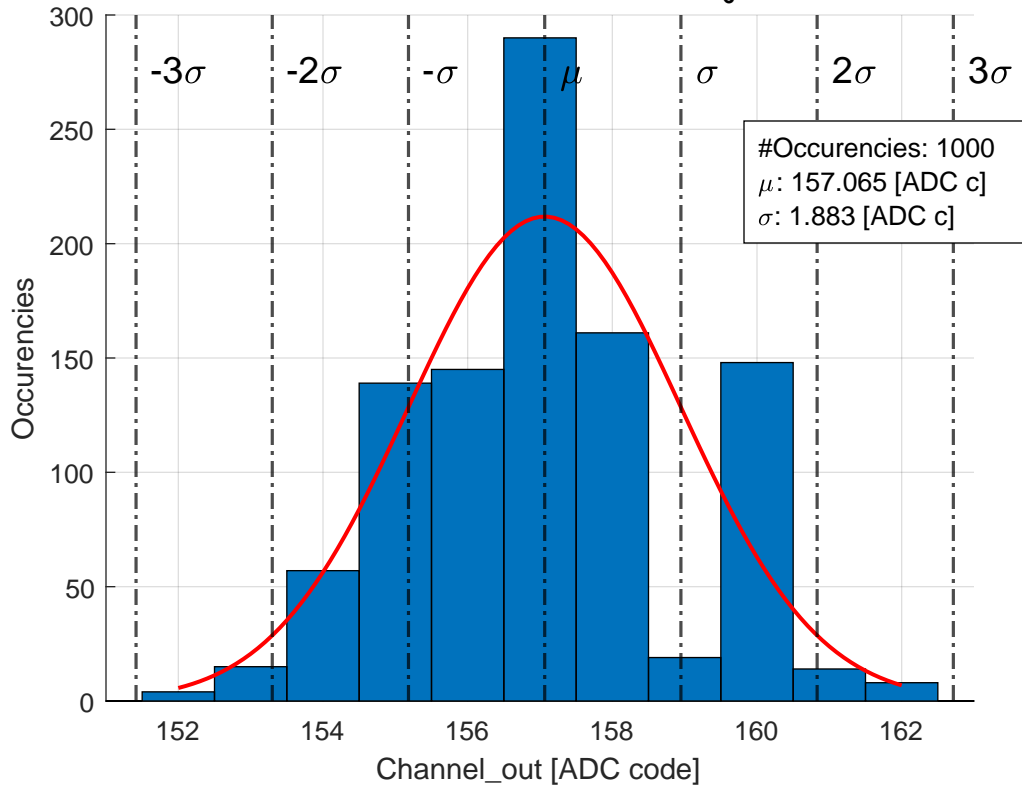 300
250
200
150
100
50
0
-3σ -2σ -σ μ σ 2σ 3σ
#Occurencies: 1000
μ: 157.065 [ADC c]
σ: 1.883 [ADC c]
Occurencies
152 154 156 158 160 162
Channel_out [ADC code]